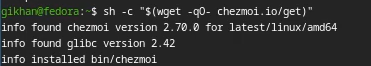 gikhan@fedora:~$ sh -c "$(wget -qO- chezmoi.io/get)"
info found chezmoi version 2.70.0 for latest/linux/amd64
info found glibc version 2.42
info installed bin/chezmoi